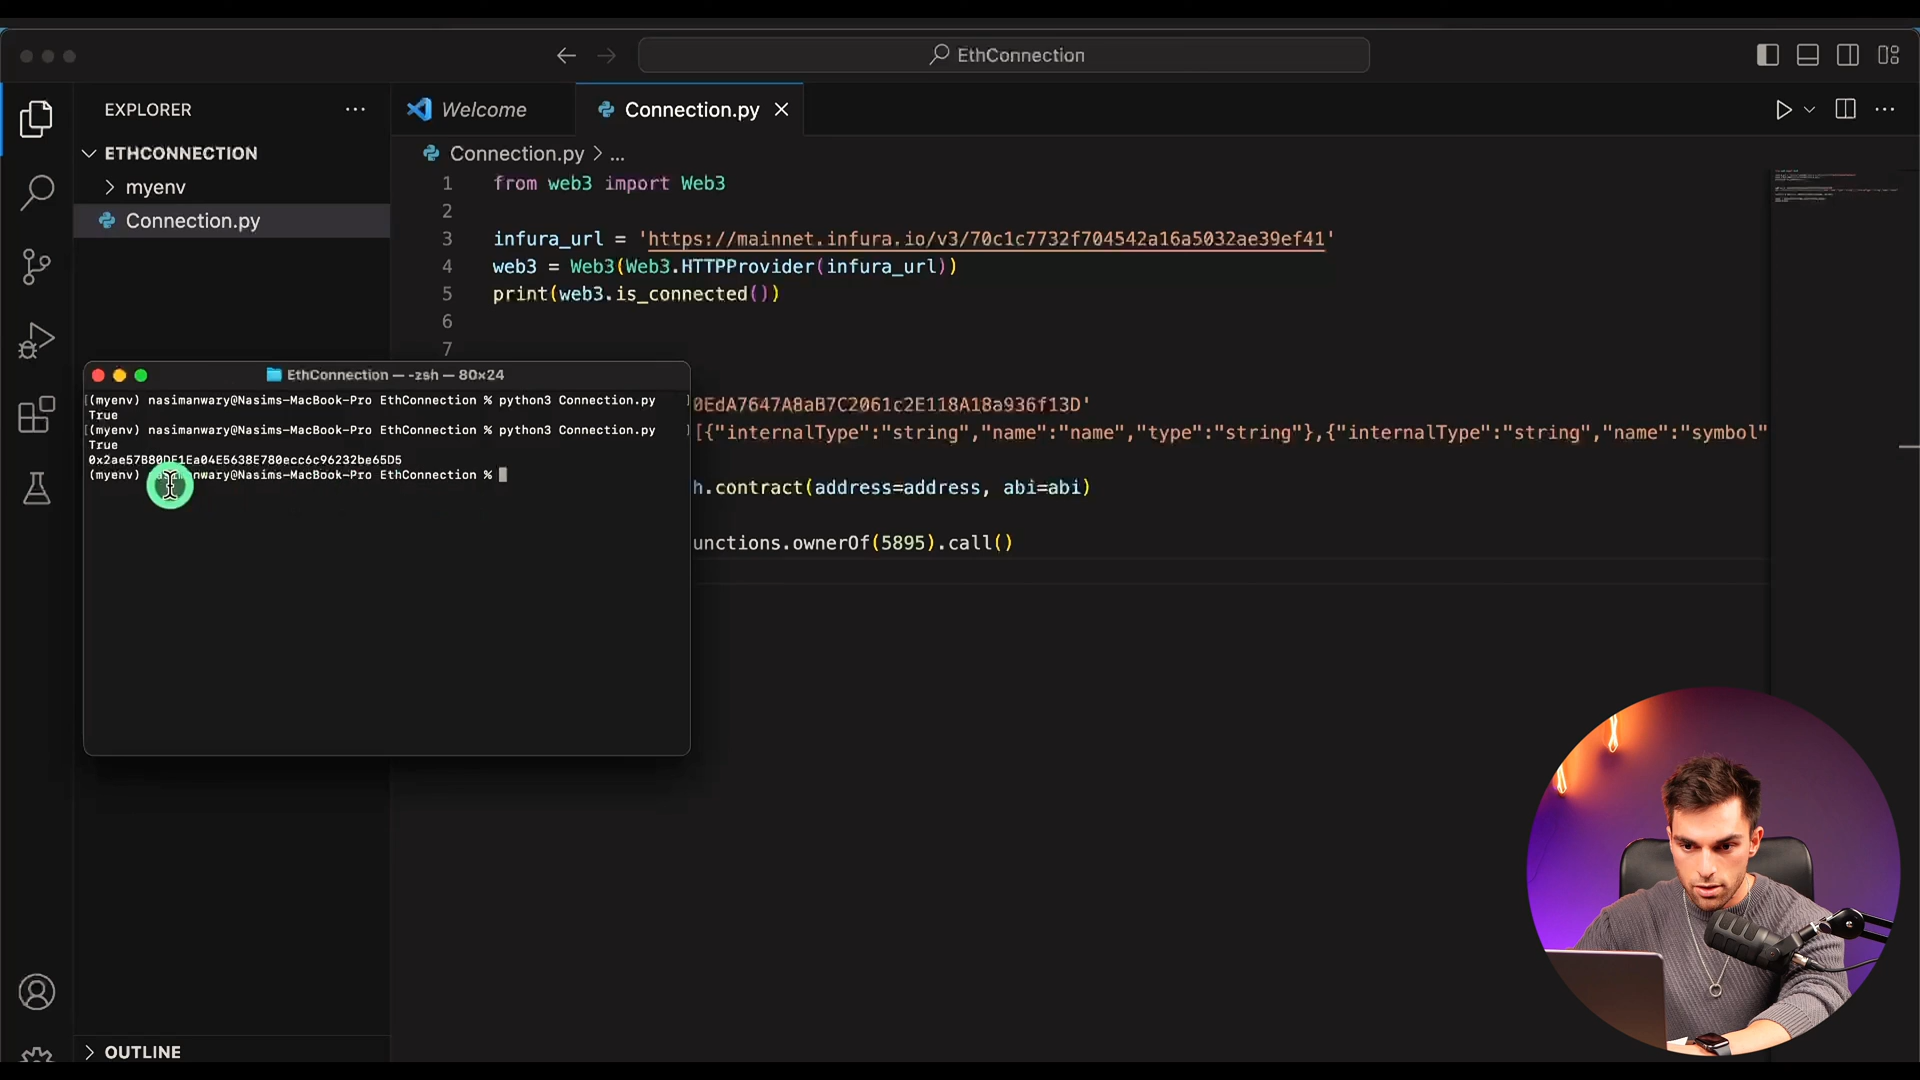 EthConnection
EXPLORER
Welcome
Connection.py
ETHCONNECTION
myenv
Connection.py
Connection.py > ...
1 from web3 import Web3
2
3 infura_url = 'https://mainnet.infura.io/v3/70c1c7732f704542a16a5032ae39ef41'
4 web3 = Web3(Web3.HTTPProvider(infura_url))
5 print(web3.is_connected())
6
7
EthConnection — -zsh — 80×24
[(myenv) nasimanwary@Nasims-MacBook-Pro EthConnection % python3 Connection.py ]
True
[(myenv) nasimanwary@Nasims-MacBook-Pro EthConnection % python3 Connection.py ]
True
0x2ae57B80DE1Ea04E5638E780ecc6c96232be65D5
(myenv) nasimanwary@Nasims-MacBook-Pro EthConnection %
0EdA7647A8aB7C2061c2E118A18a936f13D'
[{"internalType":"string","name":"name","type":"string"},{"internalType":"string","name":"symbol"
h.contract(address=address, abi=abi)
unctions.ownerOf(5895).call()
OUTLINE